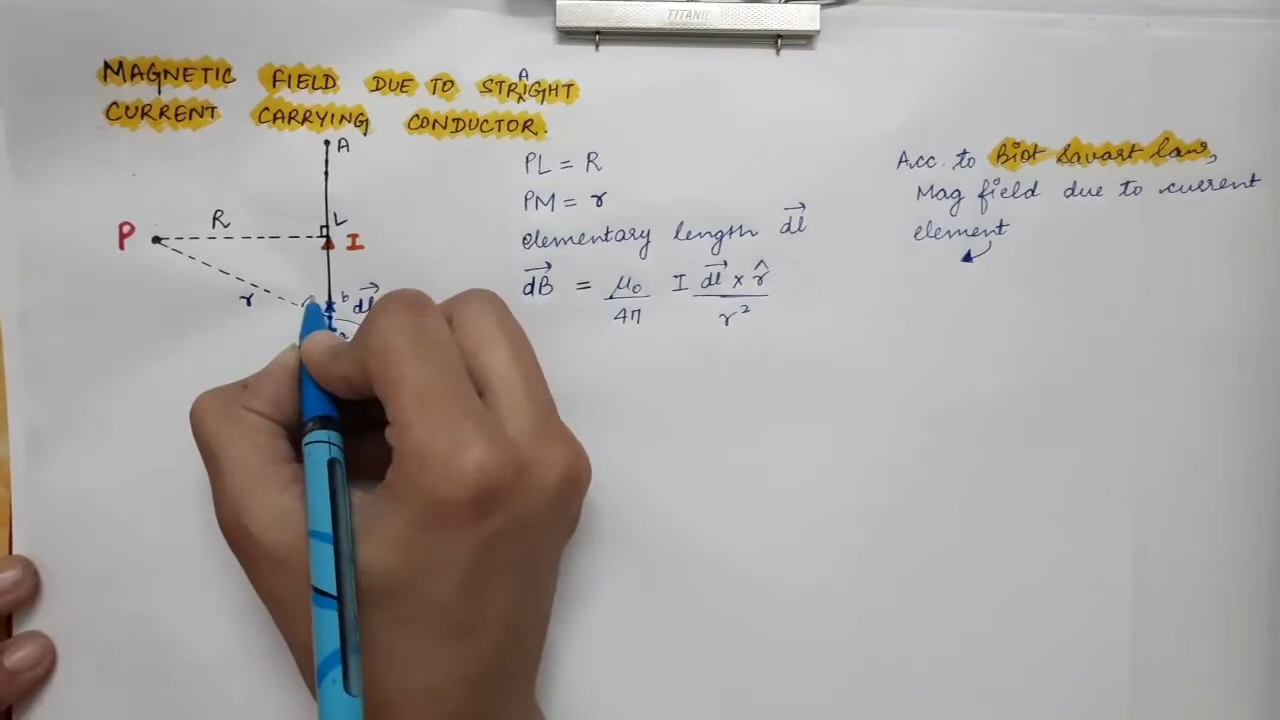 TITANIC
MAGNETIC FIELD DUE TO STRAIGHT
CURRENT CARRYING CONDUCTOR.
A
P
R
L
I
r
b
dl→
a
PL = R
PM = r
elementary length dl→
dB→ = μ₀/4π I dl→ × r̂/r²
Acc. to Biot Savart law,
Mag field due to current
element